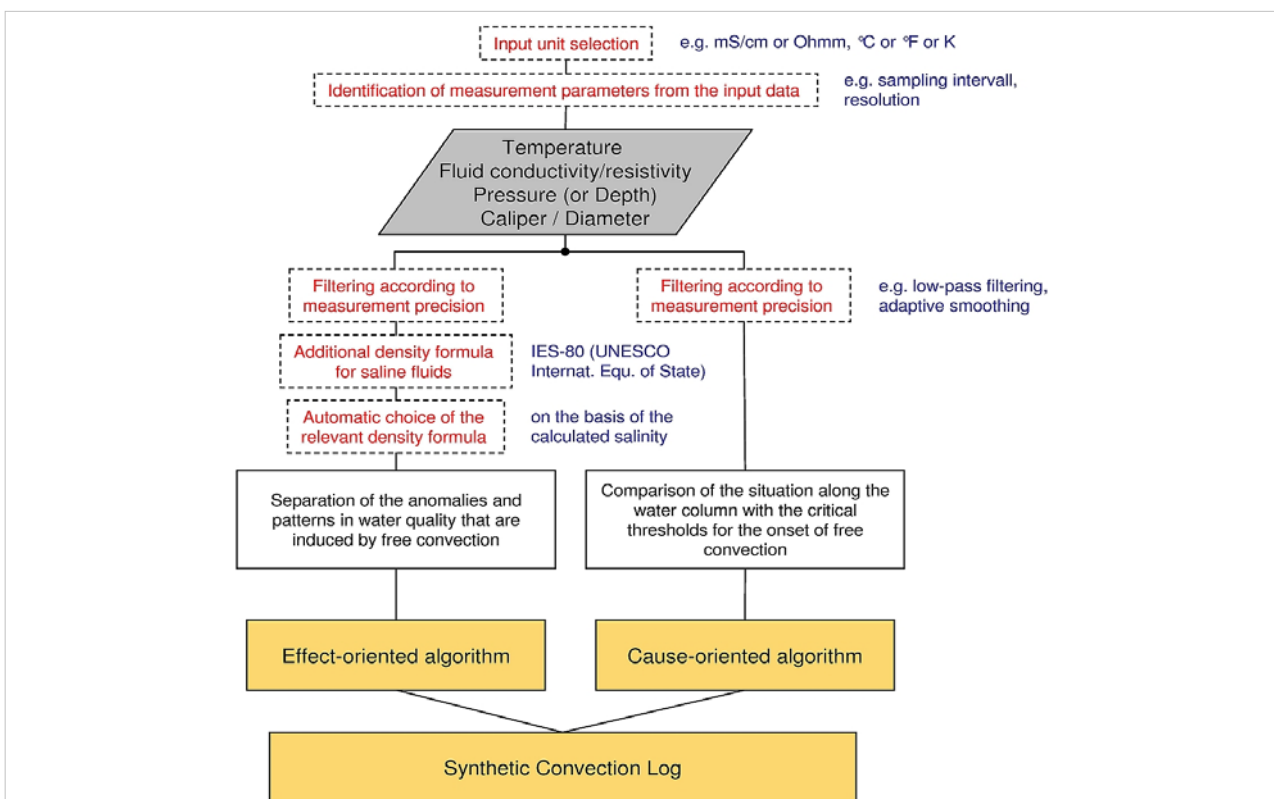 Input unit selection
e.g. mS/cm or Ohmm, °C or °F or K
Identification of measurement parameters from the input data
e.g. sampling intervall,
resolution
Temperature
Fluid conductivity/resistivity
Pressure (or Depth)
Caliper / Diameter
Filtering according to
measurement precision
Filtering according to
measurement precision
e.g. low-pass filtering,
adaptive smoothing
Additional density formula
for saline fluids
IES-80 (UNESCO
Internat. Equ. of State)
Automatic choice of the
relevant density formula
on the basis of the
calculated salinity
Separation of the anomalies and
patterns in water quality that are
induced by free convection
Comparison of the situation along the
water column with the critical
thresholds for the onset of free
convection
Effect-oriented algorithm
Cause-oriented algorithm
Synthetic Convection Log